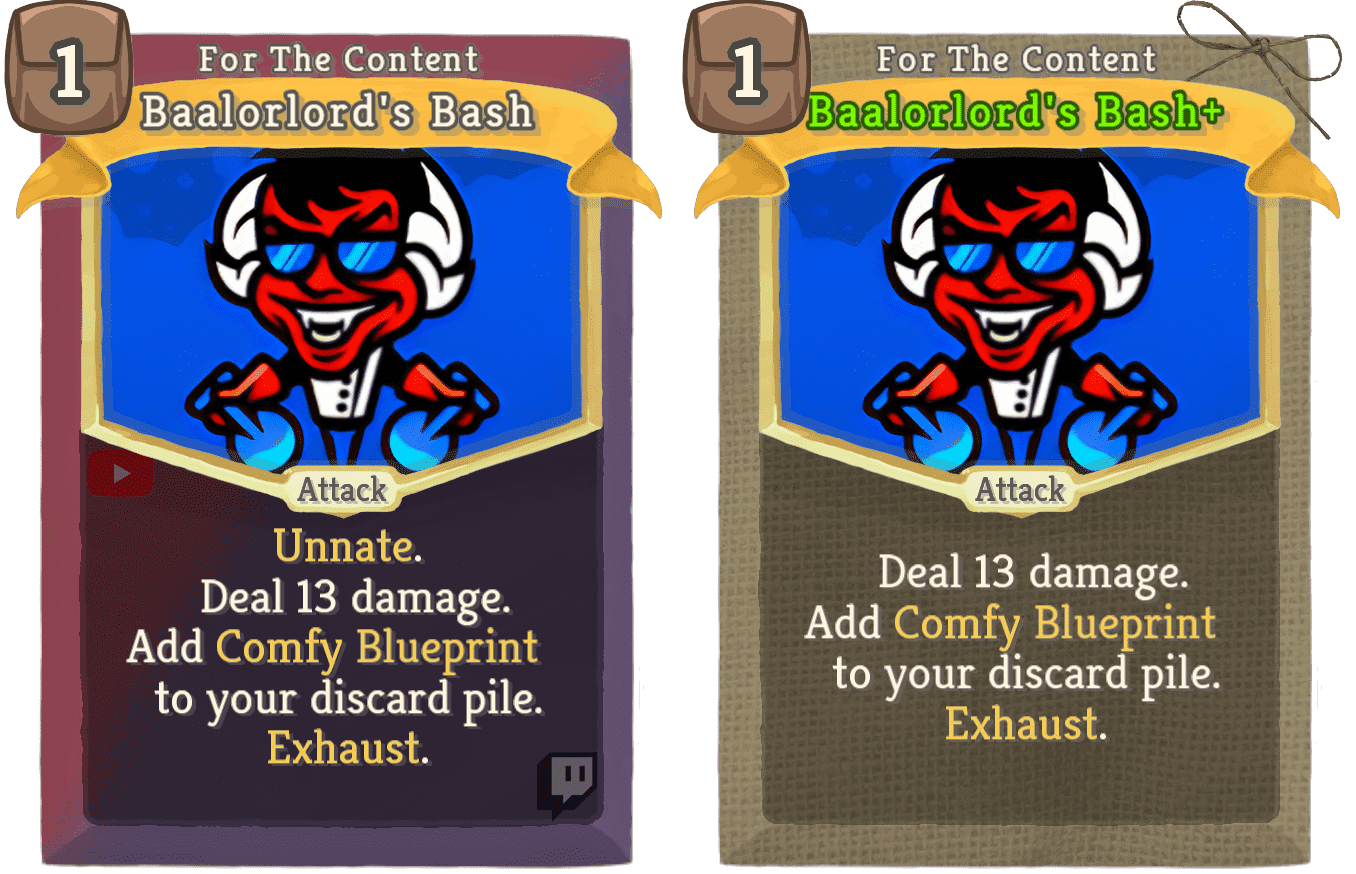 1
For The Content
Baalorlord's Bash
Attack
Unnate.
Deal 13 damage.
Add Comfy Blueprint
to your discard pile.
Exhaust.
1
For The Content
Baalorlord's Bash+
Attack
Deal 13 damage.
Add Comfy Blueprint
to your discard pile.
Exhaust.